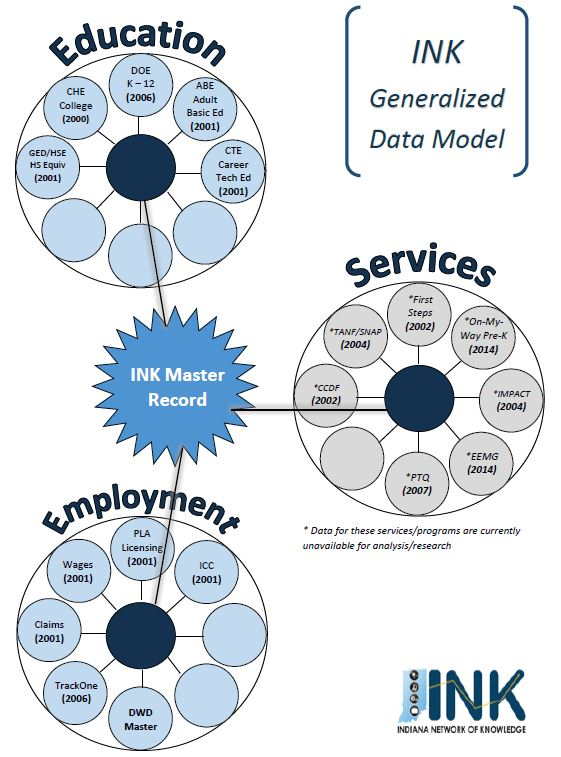 Education
DOE
K – 12
(2006)
CHE
College
(2000)
ABE
Adult
Basic Ed
(2001)
GED/HSE
HS Equiv
(2001)
CTE
Career
Tech Ed
(2001)
INK
Generalized
Data Model
Services
*First
Steps
(2002)
*TANF/SNAP
(2004)
*On-My-
Way Pre-K
(2014)
*CCDF
(2002)
*IMPACT
(2004)
*EEMG
(2014)
*PTQ
(2007)
* Data for these services/programs are currently
unavailable for analysis/research
INK Master
Record
Employment
PLA
Licensing
(2001)
Wages
(2001)
ICC
(2001)
Claims
(2001)
TrackOne
(2006)
DWD
Master
INK
INDIANA NETWORK OF KNOWLEDGE